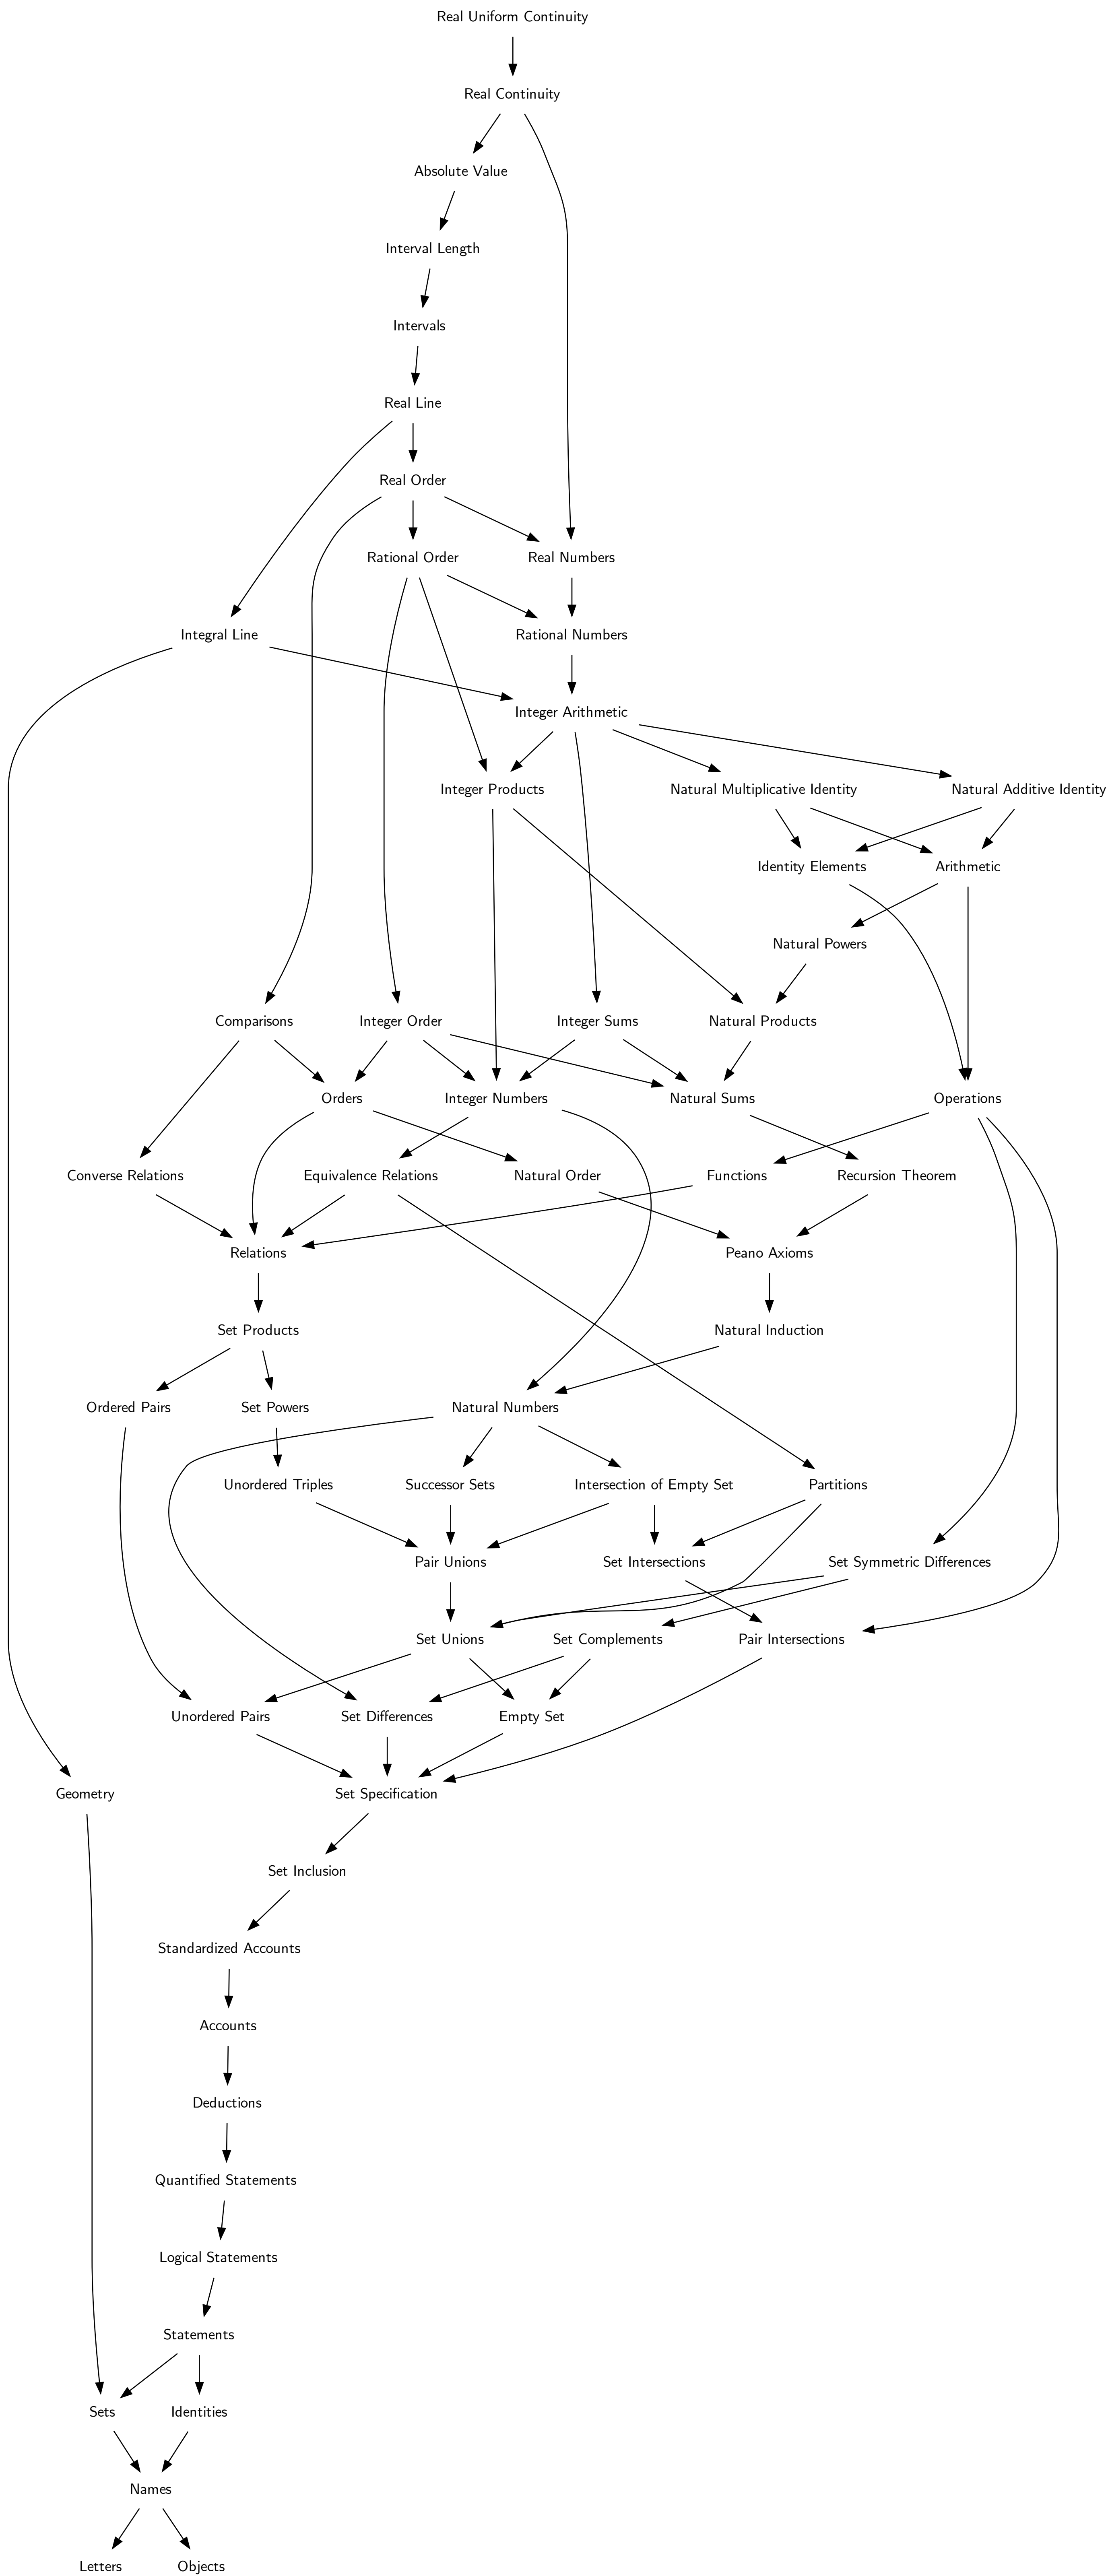 Real Uniform Continuity
Real Continuity
Absolute Value
Interval Length
Intervals
Real Line
Real Order
Rational Order
Real Numbers
Integral Line
Rational Numbers
Integer Arithmetic
Integer Products
Natural Multiplicative Identity
Natural Additive Identity
Identity Elements
Arithmetic
Natural Powers
Comparisons
Integer Order
Integer Sums
Natural Products
Orders
Integer Numbers
Natural Sums
Operations
Converse Relations
Equivalence Relations
Natural Order
Functions
Recursion Theorem
Relations
Peano Axioms
Set Products
Natural Induction
Ordered Pairs
Set Powers
Natural Numbers
Unordered Triples
Successor Sets
Intersection of Empty Set
Partitions
Pair Unions
Set Intersections
Set Symmetric Differences
Set Unions
Set Complements
Pair Intersections
Unordered Pairs
Set Differences
Empty Set
Geometry
Set Specification
Set Inclusion
Standardized Accounts
Accounts
Deductions
Quantified Statements
Logical Statements
Statements
Sets
Identities
Names
Letters
Objects